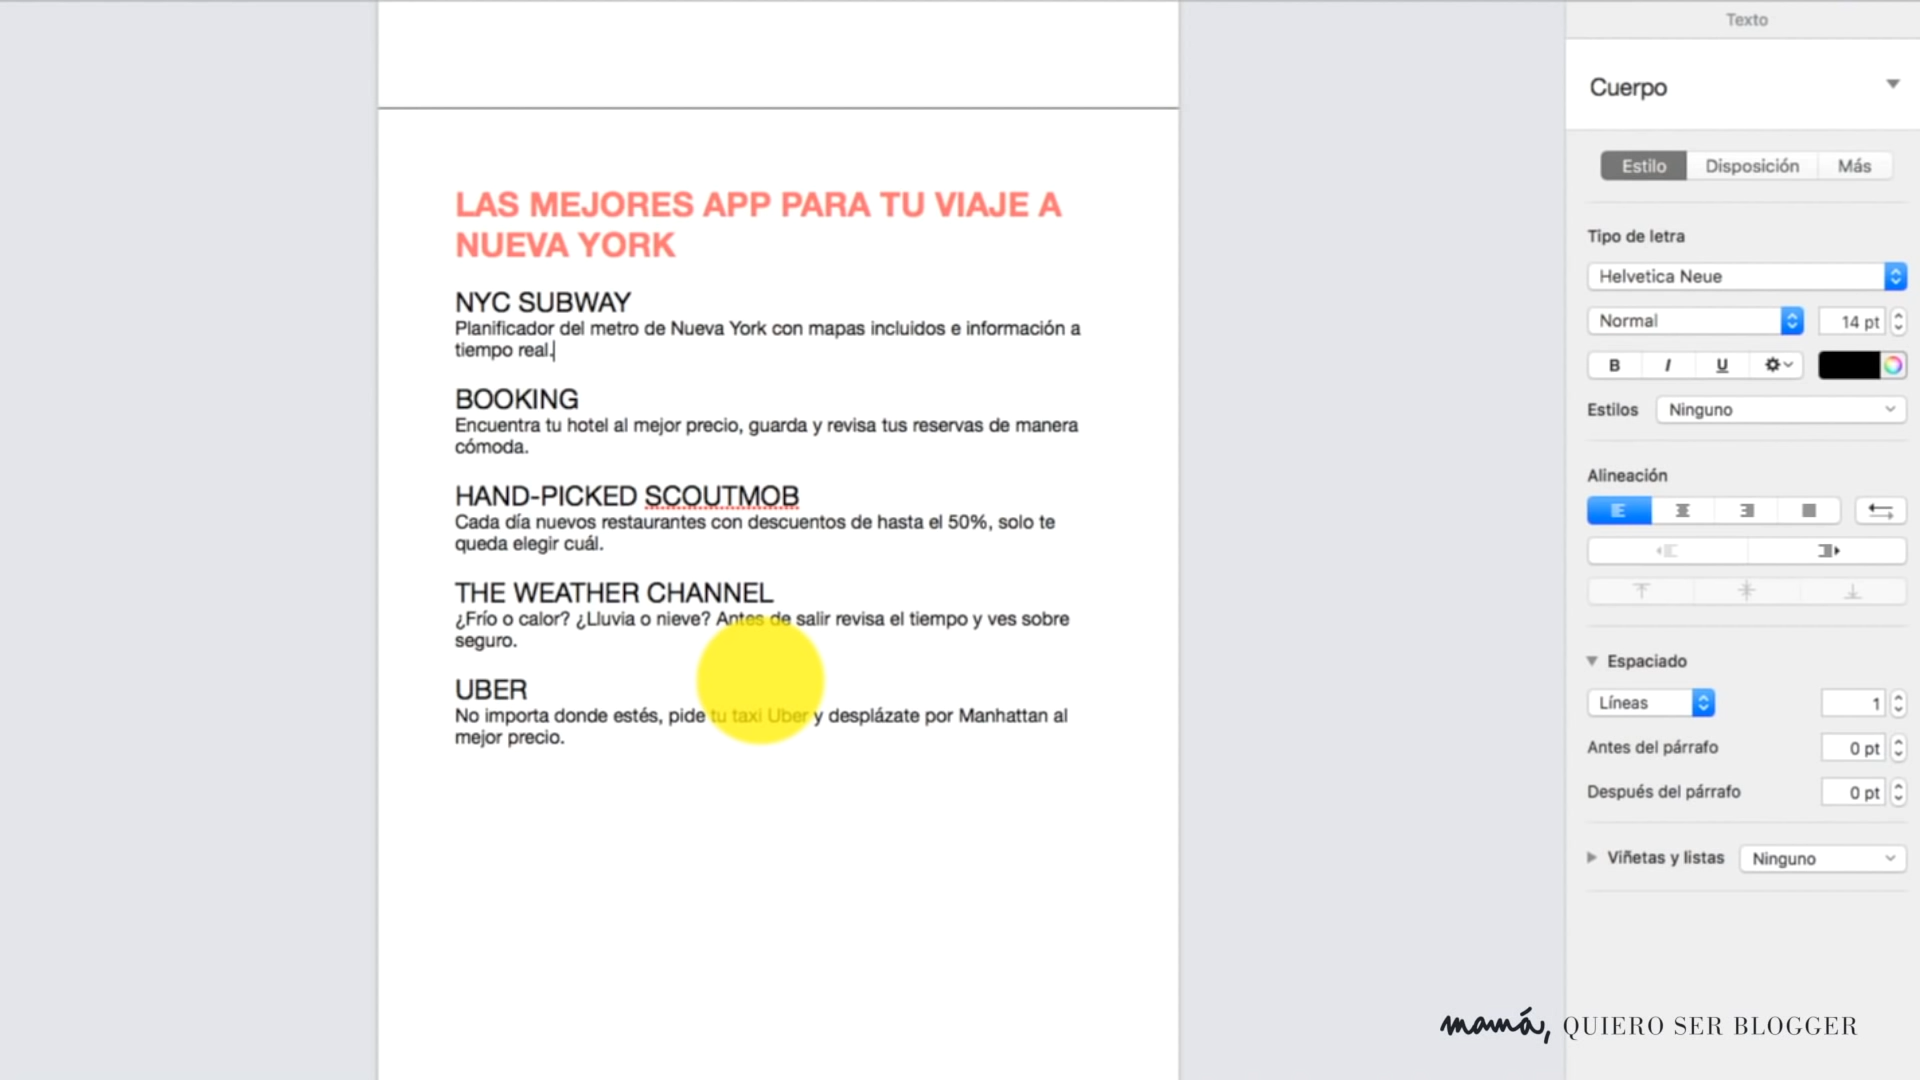 Texto
Cuerpo
Estilo
Disposición
Más
LAS MEJORES APP PARA TU VIAJE A
NUEVA YORK
NYC SUBWAY
Planificador del metro de Nueva York con mapas incluidos e información a
tiempo real.
BOOKING
Encuentra tu hotel al mejor precio, guarda y revisa tus reservas de manera
cómoda.
HAND-PICKED SCOUTMOB
Cada día nuevos restaurantes con descuentos de hasta el 50%, solo te
queda elegir cuál.
THE WEATHER CHANNEL
¿Frío o calor? ¿Lluvia o nieve? Antes de salir revisa el tiempo y ves sobre
seguro.
UBER
No importa donde estés, pide tu taxi Uber y desplázate por Manhattan al
mejor precio.
Tipo de letra
Helvetica Neue
Normal
14 pt
B I U
Estilos
Ninguno
Alineación
Espaciado
Líneas
1
Antes del párrafo
0 pt
Después del párrafo
0 pt
Viñetas y listas
Ninguno
mamá, QUIERO SER BLOGGER